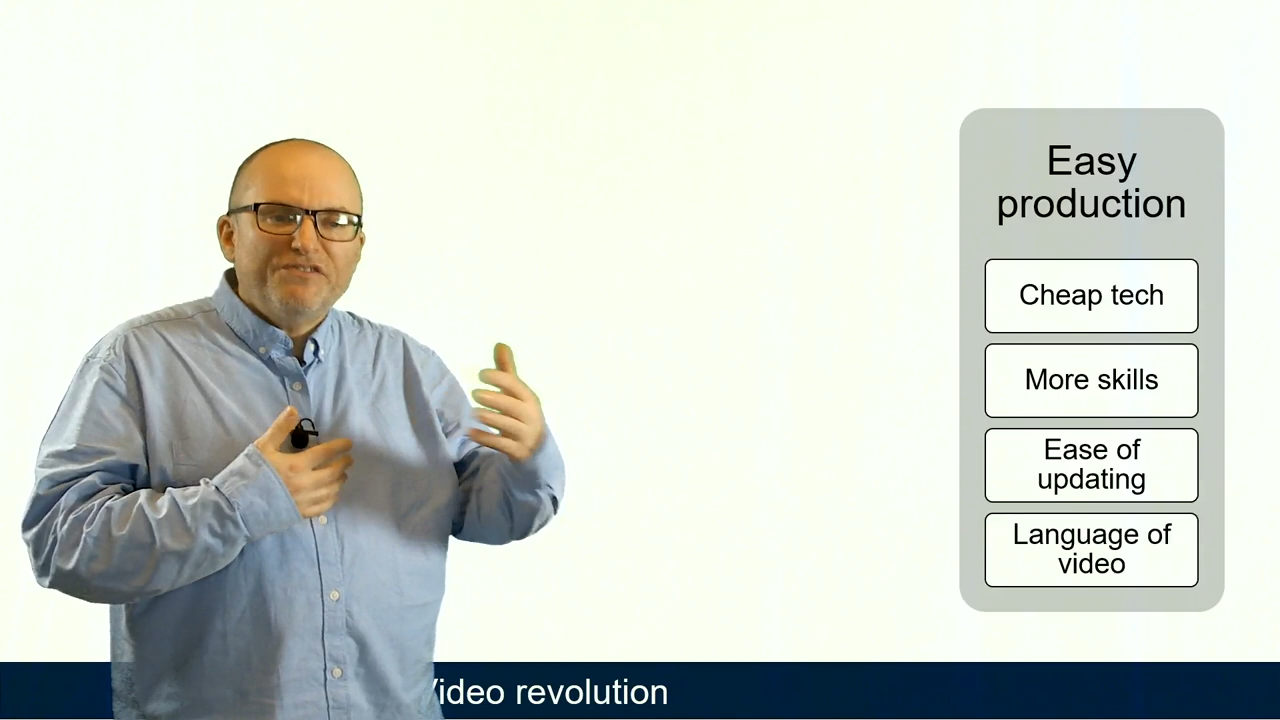 Easy
production
Cheap tech
More skills
Ease of
updating
Language of
video
Video revolution